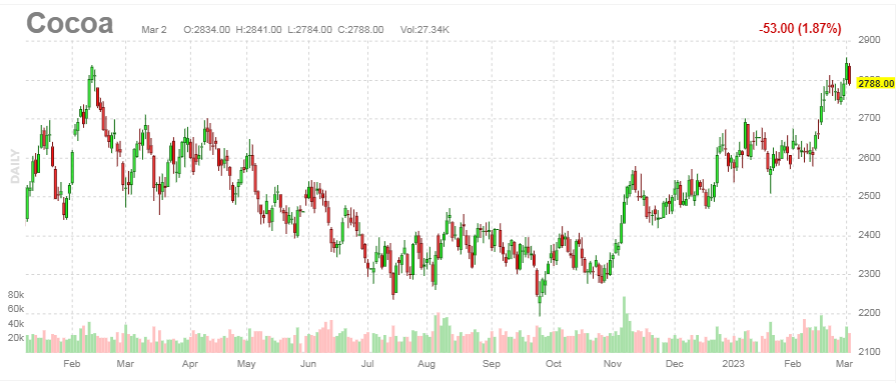 Cocoa Mar 2 O:2834.00 H:2841.00 L:2784.00 C:2788.00 Vol:27.34K -53.00 (1.87%)
2900
2788.00
2700
2600
DAILY
2500
2400
2300
80k
60k
2200
40k
20k
2100
Feb Mar Apr May Jun Jul Aug Sep Oct Nov Dec 2023 Feb Mar